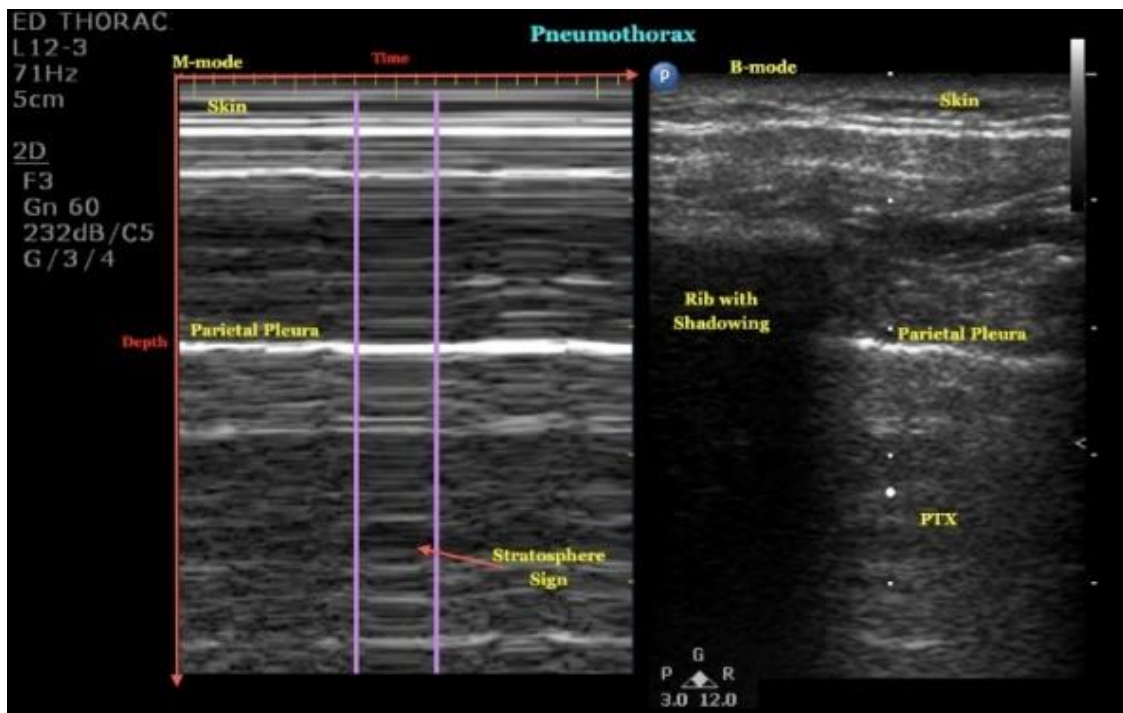 ED THORAC
L12-3
71Hz
5cm
2D
F3
Gn 60
232dB/C5
G/3/4
Pneumothorax
M-mode
Time
Skin
Parietal Pleura
Depth
Stratosphere
Sign
P
B-mode
Skin
Rib with
Shadowing
Parietal Pleura
PTX
G
P R
3.0 12.0